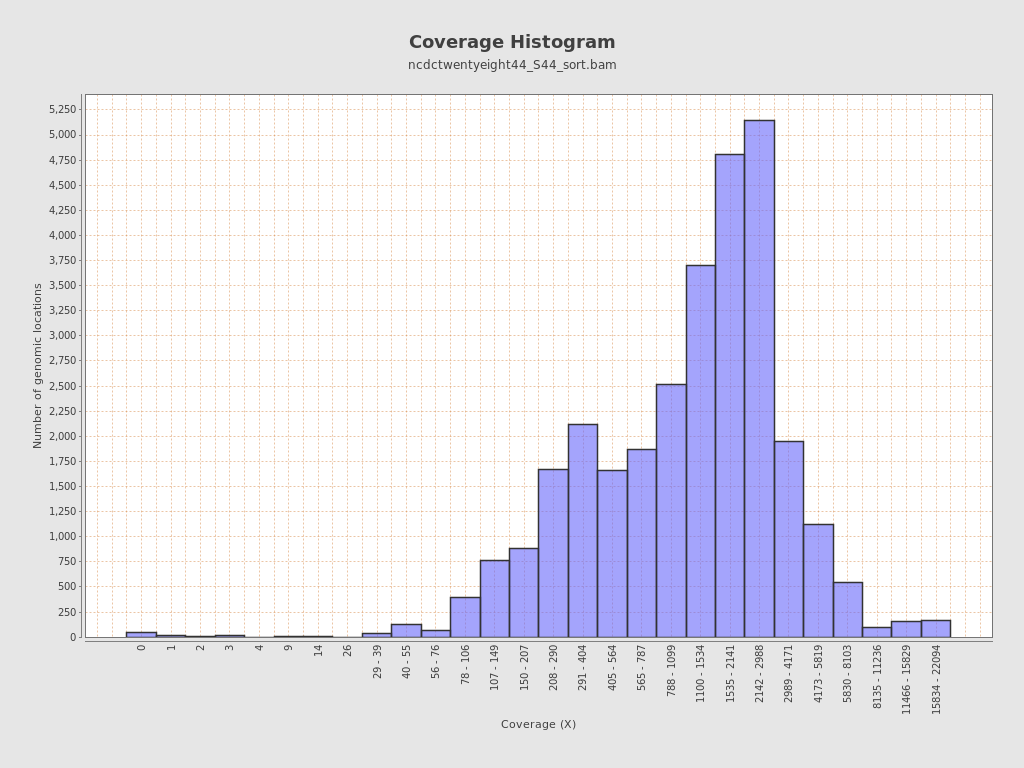 Coverage Histogram
ncdctwentyeight44_S44_sort.bam
Number of genomic locations
5,250
5,000
4,750
4,500
4,250
4,000
3,750
3,500
3,250
3,000
2,750
2,500
2,250
2,000
1,750
1,500
1,250
1,000
750
500
250
0
0
1
2
3
4
9
14
26
29 - 39
40 - 55
56 - 76
78 - 106
107 - 149
150 - 207
208 - 290
291 - 404
405 - 564
565 - 787
788 - 1099
1100 - 1534
1535 - 2141
2142 - 2988
2989 - 4171
4173 - 5819
5830 - 8103
8135 - 11236
11466 - 15829
15834 - 22094
Coverage (X)